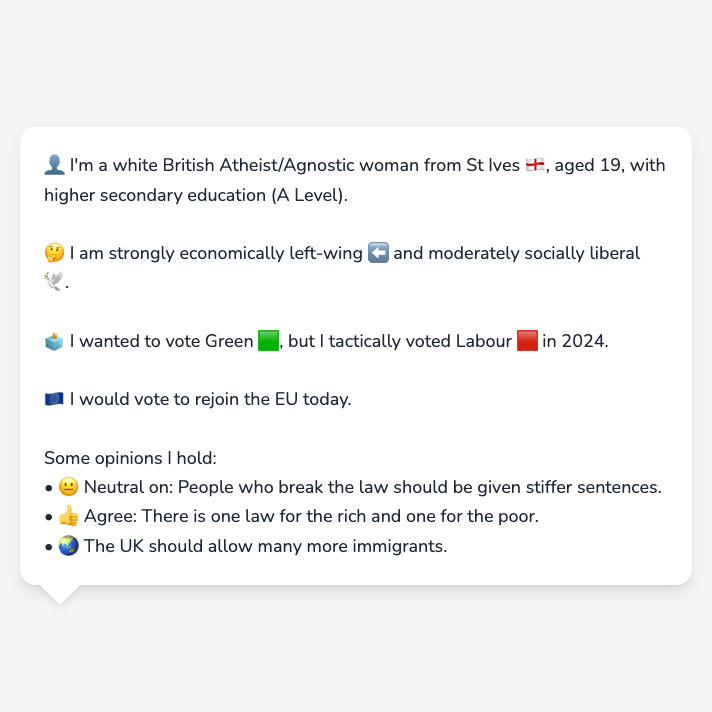 👤 I'm a white British Atheist/Agnostic woman from St Ives 🏴󠁧󠁢󠁥󠁮󠁧󠁿, aged 19, with
higher secondary education (A Level).
🤔 I am strongly economically left-wing ⬅️ and moderately socially liberal
🕊️.
🗳️ I wanted to vote Green 🟩, but I tactically voted Labour 🟥 in 2024.
🇪🇺 I would vote to rejoin the EU today.
Some opinions I hold:
• 😐 Neutral on: People who break the law should be given stiffer sentences.
• 👍 Agree: There is one law for the rich and one for the poor.
• 🌏 The UK should allow many more immigrants.